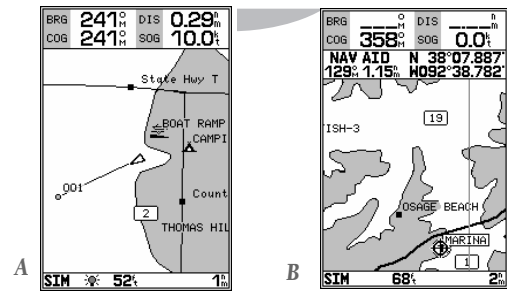 BRG 241°M DIS 0.29nm
COG 241°M SOG 10.0kt
State Hwy T
BOAT RAMP
CAMPI
001
Count
2
THOMAS HIL
SIM 52ft 1nm
A
BRG ___°M DIS __.__nm
COG 358°M SOG 0.0kt
NAV AID N 38°07.887'
129°M 1.15nm W092°38.782'
19
ISH-3
OSAGE BEACH
MARINA
1
SIM 68ft 2nm
B